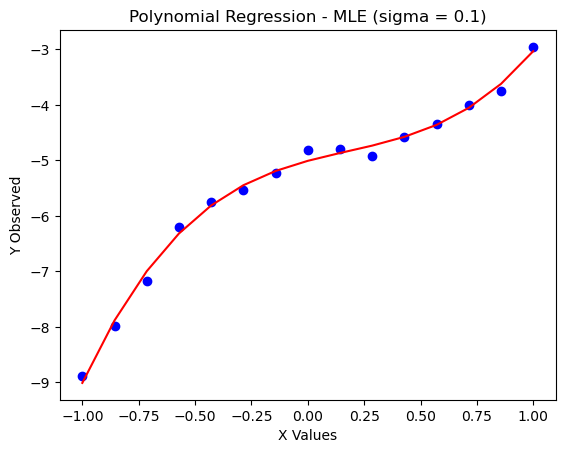 Polynomial Regression - MLE (sigma = 0.1)
−3
−4
−5
−6
−7
−8
−9
Y Observed
−1.00 −0.75 −0.50 −0.25 0.00 0.25 0.50 0.75 1.00
X Values